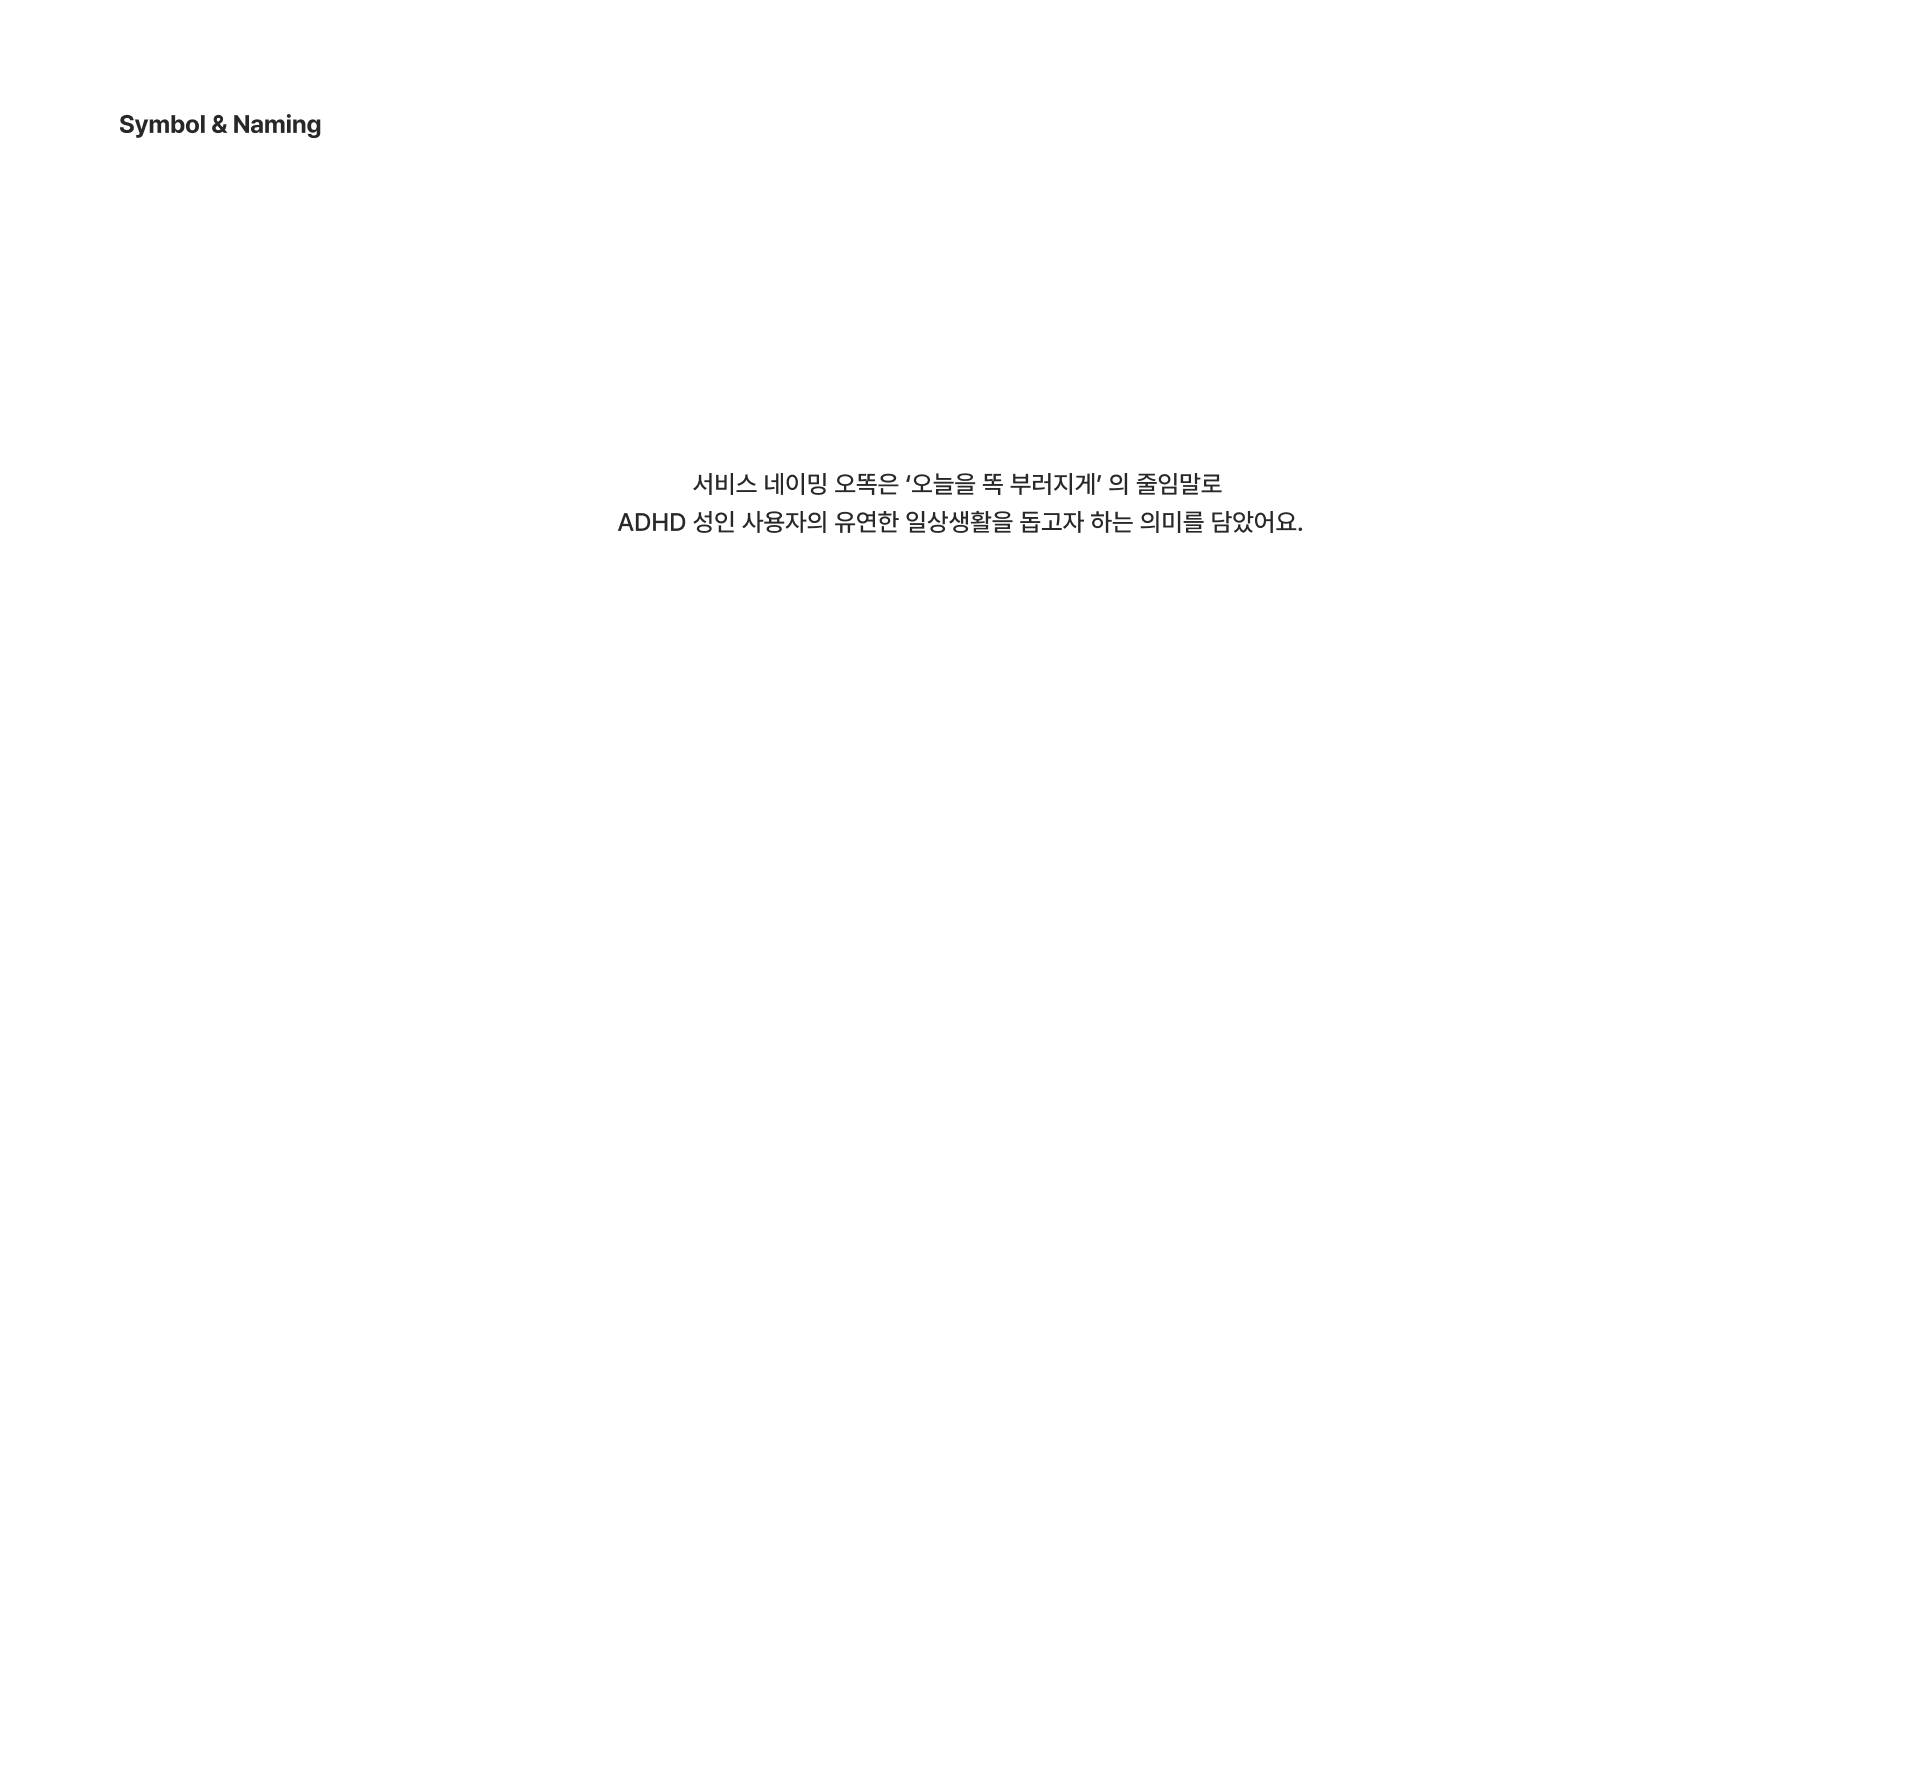 Symbol & Naming
서비스 네이밍 오똑은 ‘오늘을 똑 부러지게’ 의 줄임말로
ADHD 성인 사용자의 유연한 일상생활을 돕고자 하는 의미를 담았어요.